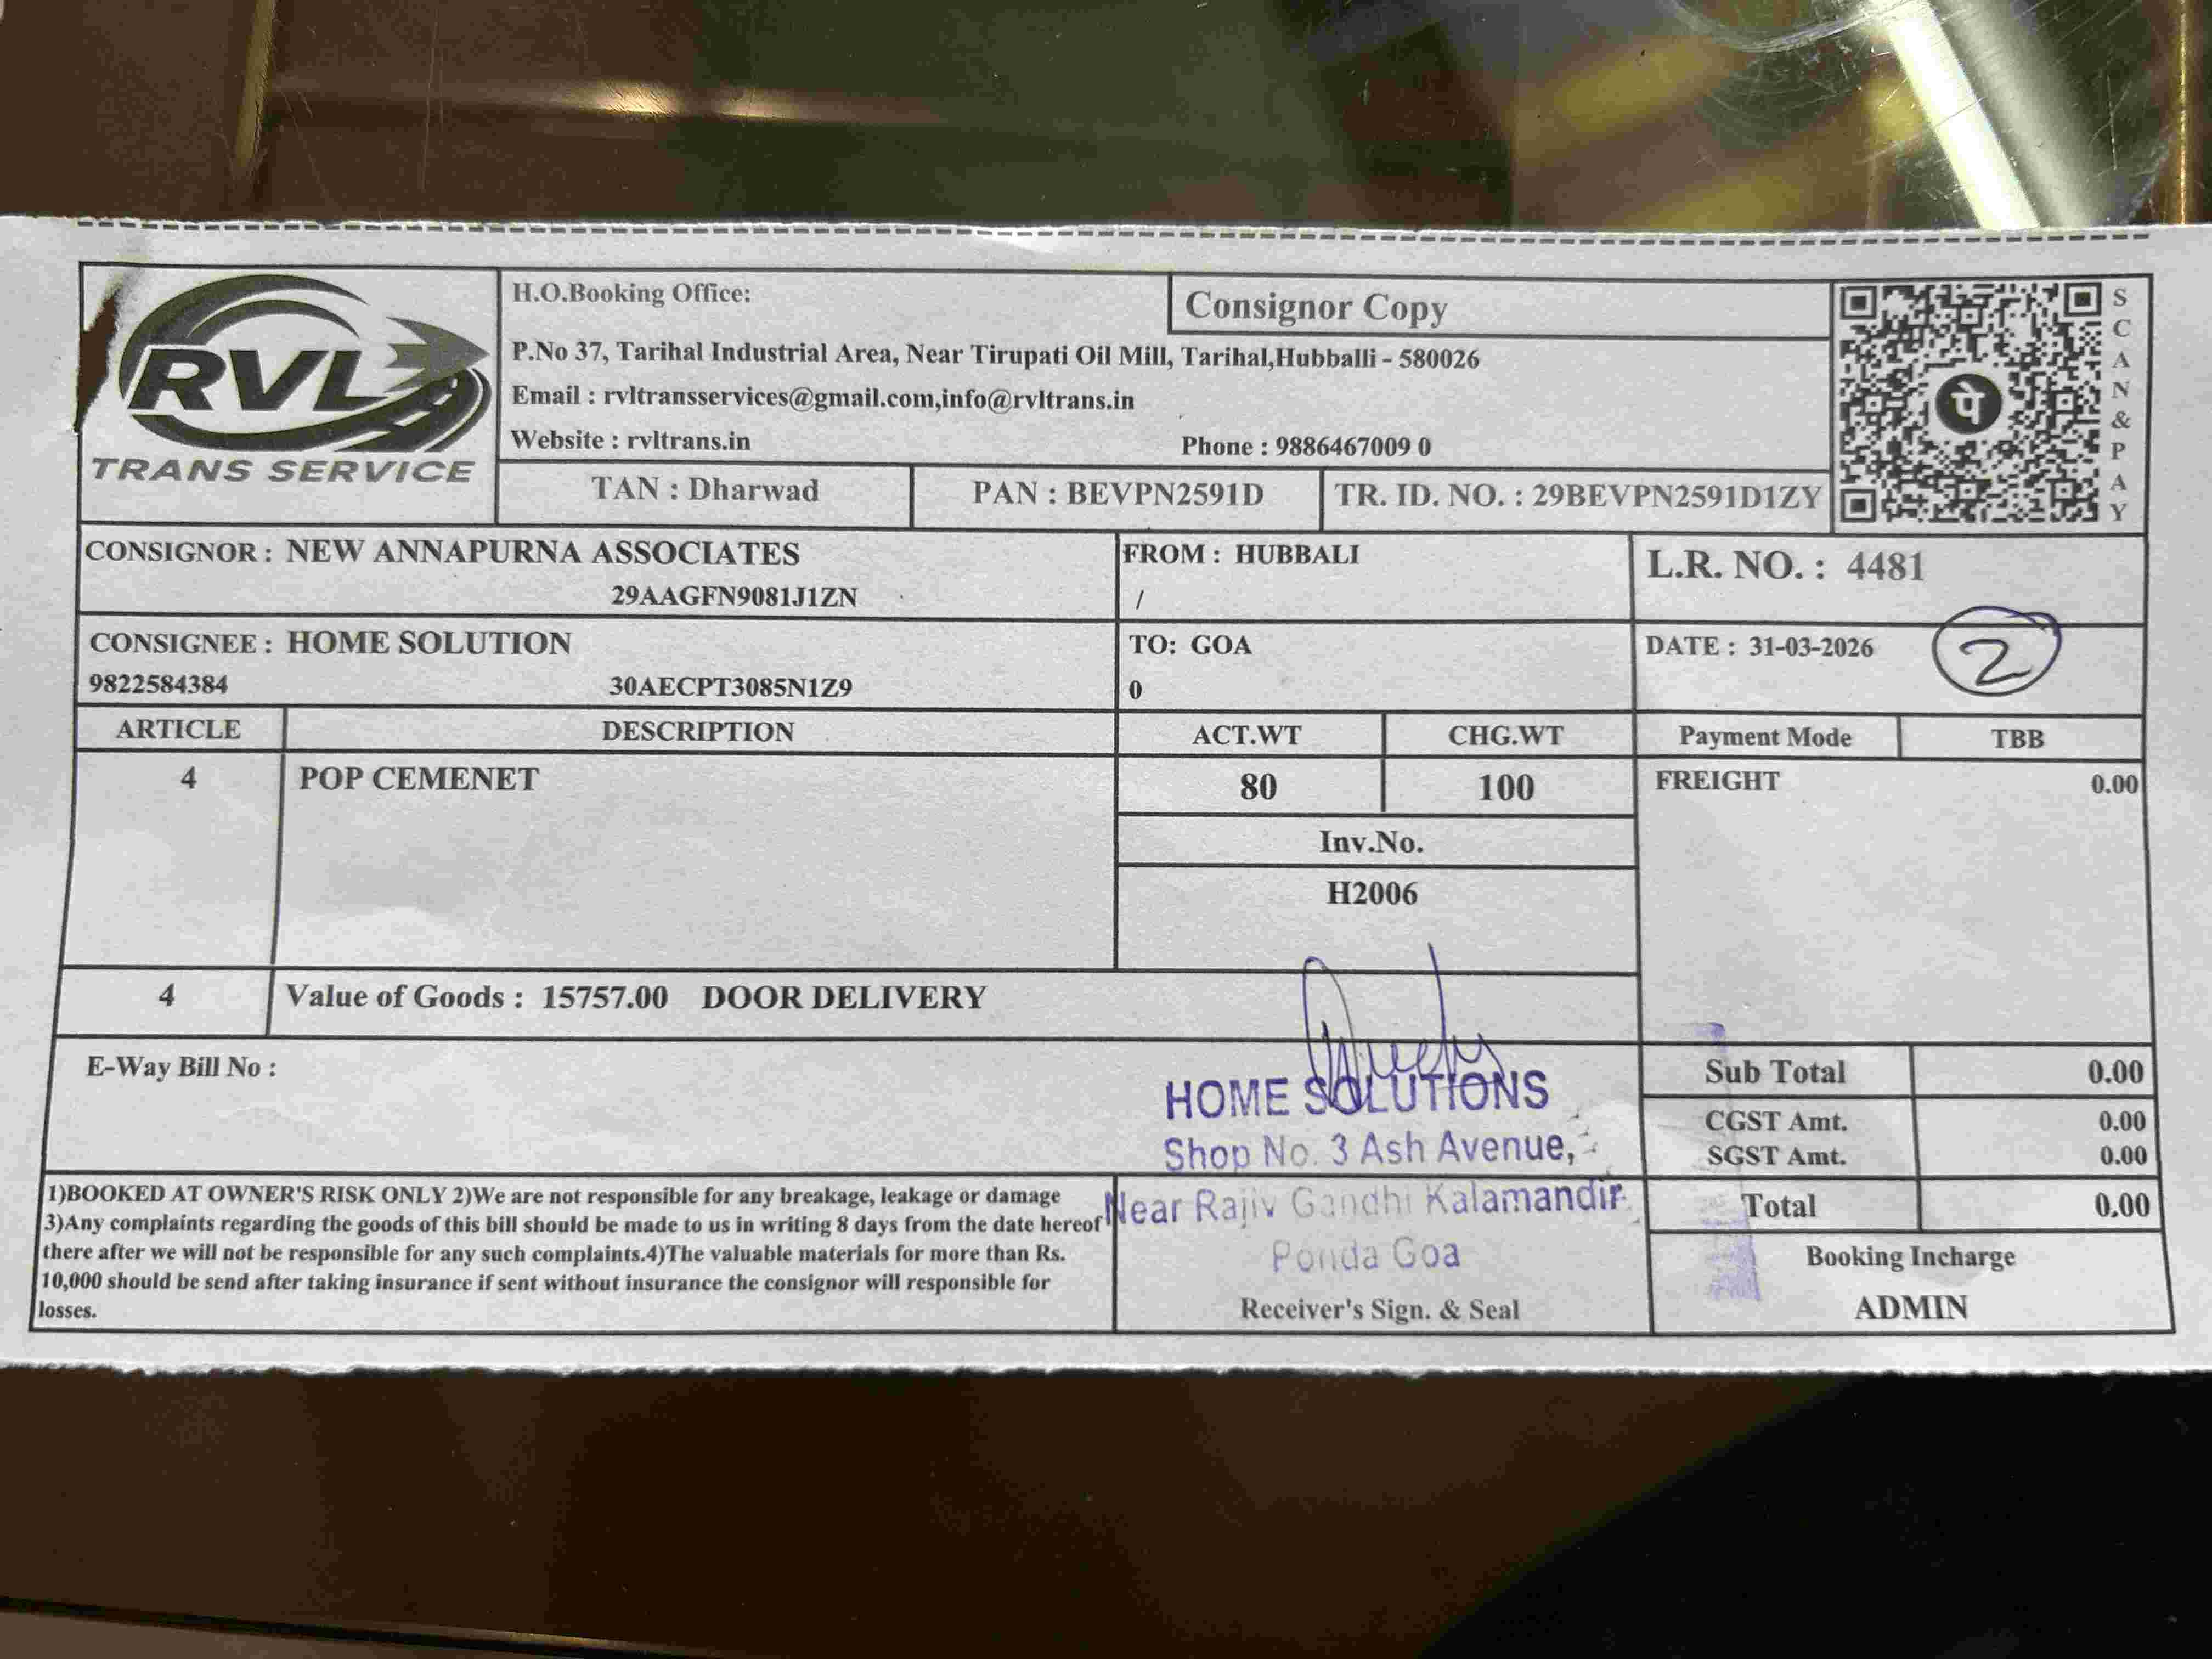 RVL
TRANS SERVICE
H.O.Booking Office:
Consignor Copy
P.No 37, Tarihal Industrial Area, Near Tirupati Oil Mill, Tarihal,Hubballi - 580026
Email : rvltransservices@gmail.com,info@rvltrans.in
Website : rvltrans.in Phone : 9886467009 0
TAN : Dharwad PAN : BEVPN2591D TR. ID. NO. : 29BEVPN2591D1ZY
पे
SCAN&PAY
CONSIGNOR : NEW ANNAPURNA ASSOCIATES
29AAGFN9081J1ZN
FROM : HUBBALI
/
L.R. NO. : 4481
CONSIGNEE : HOME SOLUTION
9822584384 30AECPT3085N1Z9
TO: GOA
0
DATE : 31-03-2026
2
ARTICLE DESCRIPTION ACT.WT CHG.WT Payment Mode TBB
4 POP CEMENET 80 100 FREIGHT 0.00
Inv.No.
H2006
4 Value of Goods : 15757.00 DOOR DELIVERY
E-Way Bill No :
HOME SOLUTIONS
Shop No. 3 Ash Avenue,
Near Rajiv Gandhi Kalamandir
Ponda Goa
Receiver's Sign. & Seal
Sub Total 0.00
CGST Amt. 0.00
SGST Amt. 0.00
Total 0.00
Booking Incharge
ADMIN
1)BOOKED AT OWNER'S RISK ONLY 2)We are not responsible for any breakage, leakage or damage
3)Any complaints regarding the goods of this bill should be made to us in writing 8 days from the date hereof
there after we will not be responsible for any such complaints.4)The valuable materials for more than Rs.
10,000 should be send after taking insurance if sent without insurance the consignor will responsible for
losses.